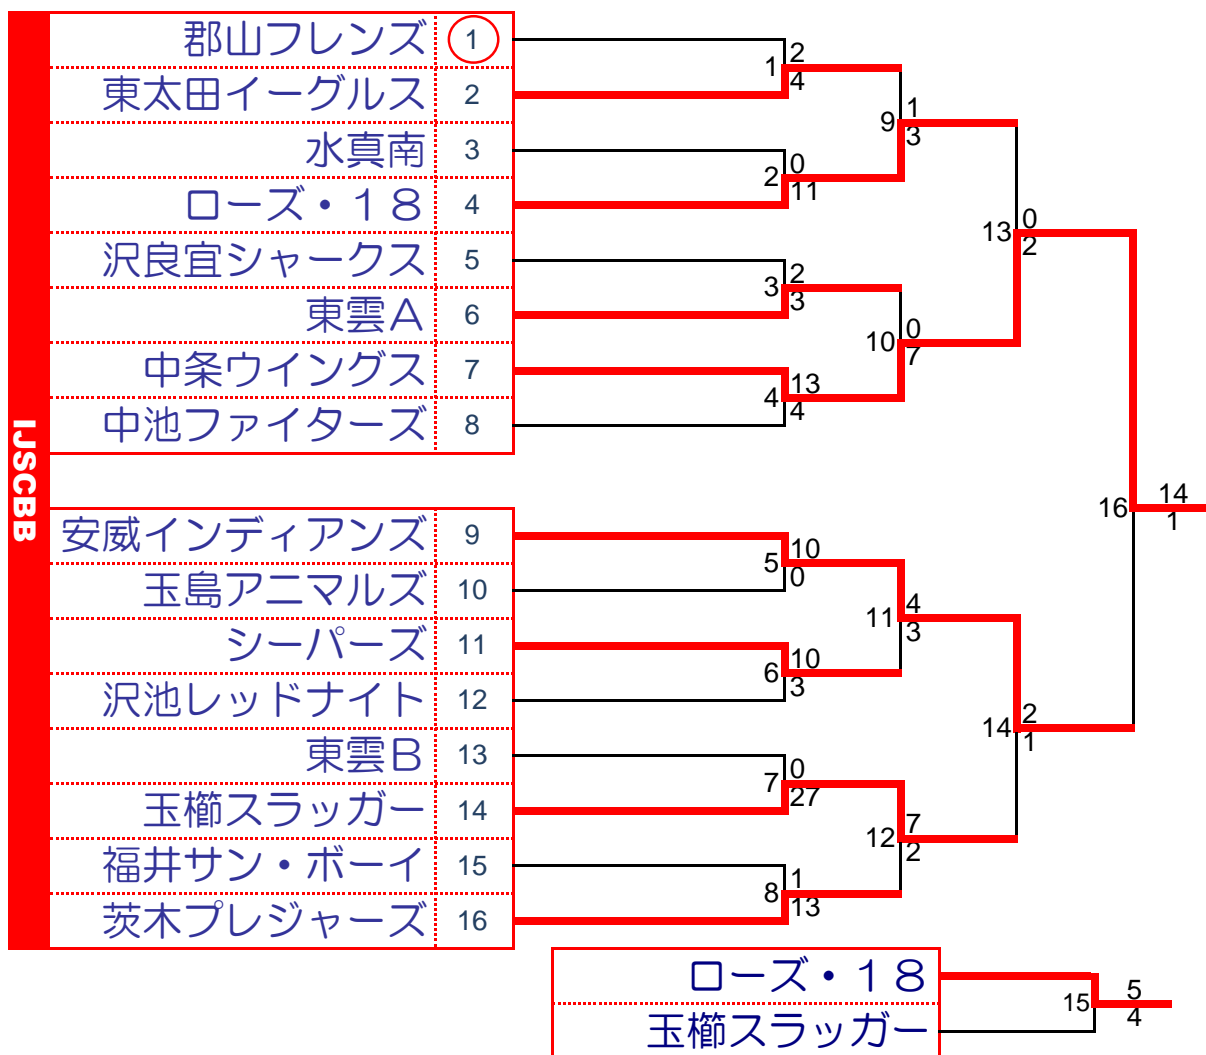 IJSCBB
郡山フレンズ 1
東太田イーグルス 2
水真南 3
ローズ・１８ 4
沢良宜シャークス 5
東雲Ａ 6
中条ウイングス 7
中池ファイターズ 8
安威インディアンズ 9
玉島アニマルズ 10
シーパーズ 11
沢池レッドナイト 12
東雲Ｂ 13
玉櫛スラッガー 14
福井サン・ボーイ 15
茨木プレジャーズ 16
1 2 4
2 0 11
3 2 3
4 13 4
5 10 0
6 10 3
7 0 27
8 1 13
9 1 3
10 0 7
11 4 3
12 7 2
13 0 2
14 2 1
16 14 1
ローズ・１８
玉櫛スラッガー
15 5 4